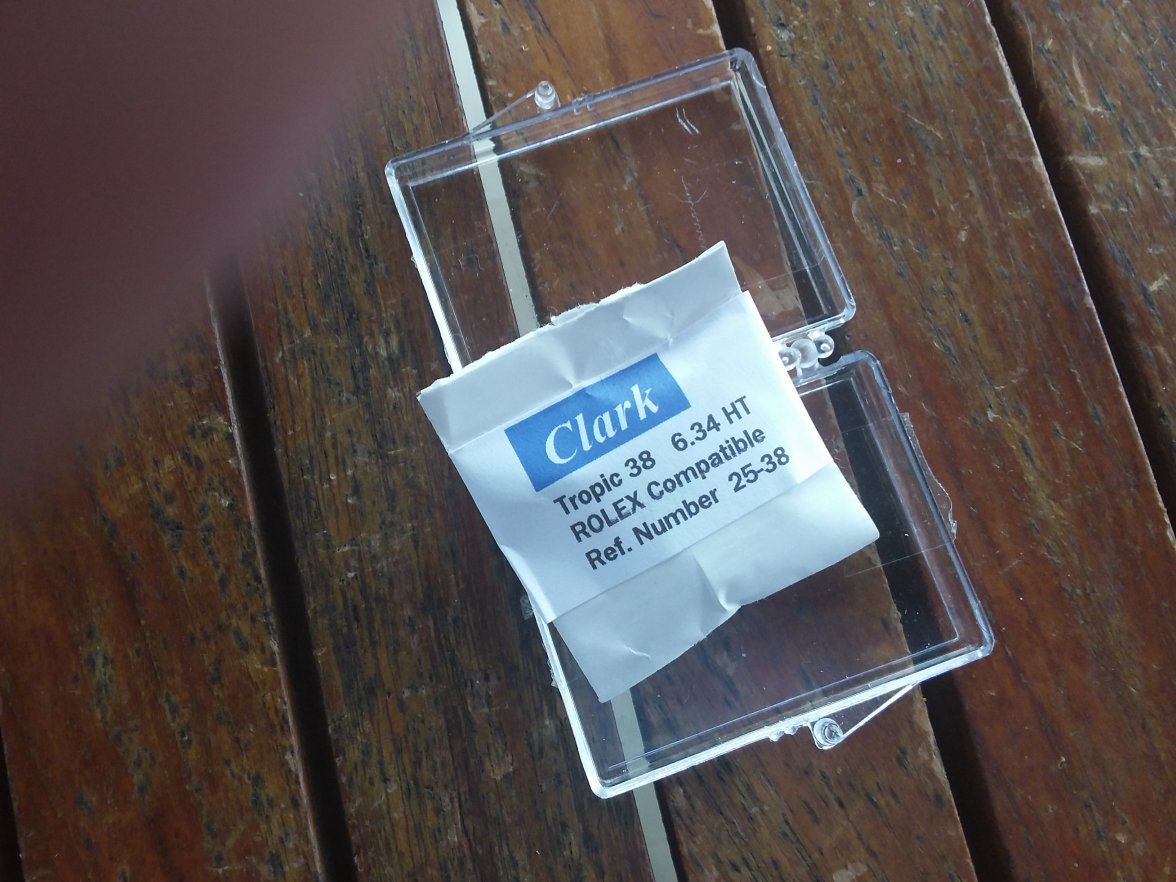 Clark
Tropic 38 6.34 HT
ROLEX Compatible
Ref. Number 25-38